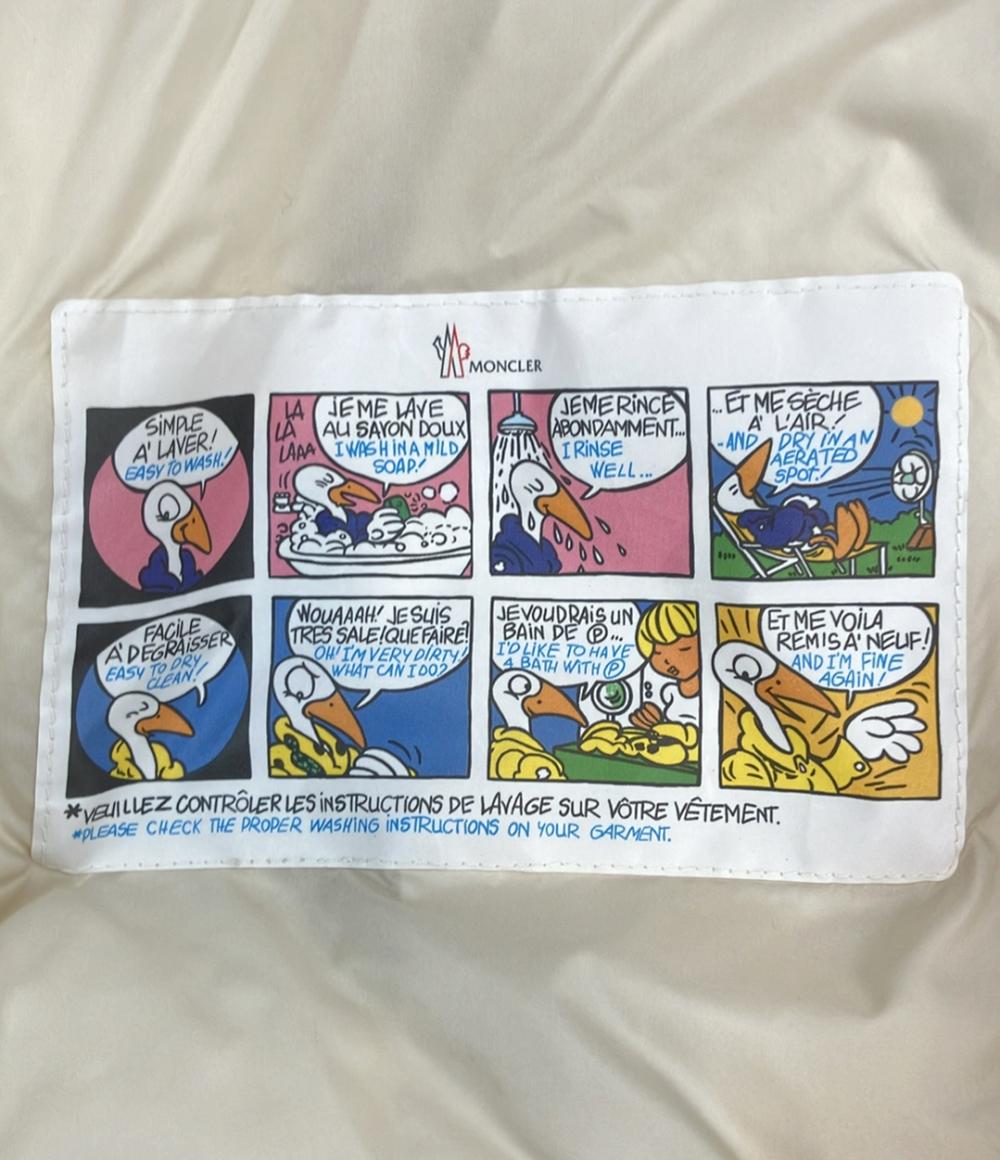 MONCLER
SIMPLE
A' LAVER!
EASY TO WASH!
LA
LÀ
LAAA
JE ME LAVE
AU SAVON DOUX
I WASH IN A MILD
SOAP!
JE ME RINCE
ABONDAMMENT...
I RINSE
WELL...
...ET ME SÈCHE
A' L'AIR!
-AND I DRY IN AN
AERATED
SPOT!
FACILE
A' DEGRAISSER
EASY TO DRY
CLEAN!
WOUAAAH! JE SUIS
TRES SALE! QUE FAIRE?
OH! I'M VERY DIRTY!
WHAT CAN I DO?
JE VOUDRAIS UN
BAIN DE Ⓟ...
I'D LIKE TO HAVE
A BATH WITH Ⓟ
ET ME VOILA
REMIS A' NEUF!
AND I'M FINE
AGAIN!
*VEUILLEZ CONTRÔLER LES INSTRUCTIONS DE LAVAGE SUR VÔTRE VÊTEMENT.
*PLEASE CHECK THE PROPER WASHING INSTRUCTIONS ON YOUR GARMENT.